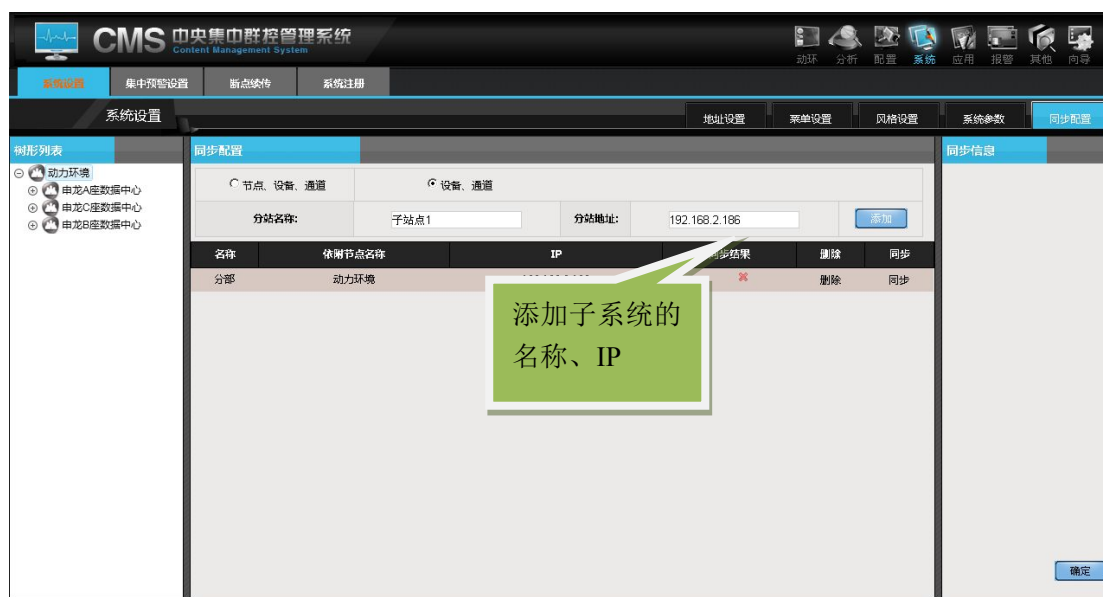 CMS 中央集中群控管理系统
Content Management System
动环 分析 配置 系统 应用 报警 其他 向导
系统设置 集中预警设置 断点续传 系统注册
系统设置
地址设置 菜单设置 风格设置 系统参数 同步配置
树形列表 同步配置 同步信息
动力环境
申龙A座数据中心
申龙C座数据中心
申龙B座数据中心
节点、设备、通道 设备、通道
分站名称: 子站点1 分站地址: 192.168.2.186 添加
名称 依附节点名称 IP 同步结果 删除 同步
分部 动力环境 删除 同步
添加子系统的
名称、IP
确定